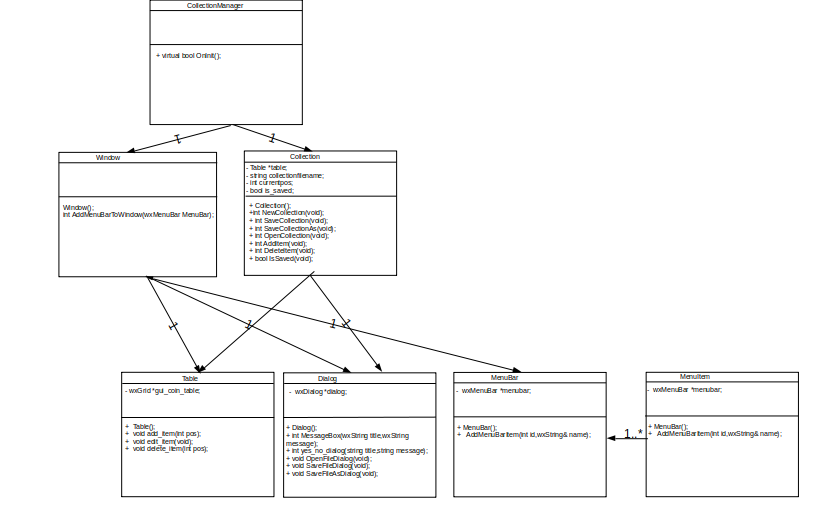 CollectionManager
+ virtual bool OnInit();
1
1
Window
Window();
int AddMenuBarToWindow(wxMenuBar MenuBar);
Collection
- Table *table;
- string collectionfilename;
- int currentpos;
- bool is_saved;
+ Collection();
+int NewCollection(void);
+ int SaveCollection(void);
+ int SaveCollectionAs(void);
+ int OpenCollection(void);
+ int AddItem(void);
+ int DeleteItem(void);
+ bool IsSaved(void);
1
1
1
1
Table
- wxGrid *gui_coin_table;
+ Table();
+ void add_item(int pos);
+ void edit_item(void);
+ void delete_item(int pos);
Dialog
- wxDialog *dialog;
+ Dialog();
+ int MessageBox(wxString title,wxString
message);
+ int yes_no_dialog(string title,string message);
+ void OpenFileDialog(void);
+ void SaveFileDialog(void);
+ void SaveFileAsDialog(void);
MenuBar
- wxMenuBar *menubar;
+ MenuBar();
+ AddMenuBarItem(int id,wxString& name);
1..*
MenuItem
- wxMenuBar *menubar;
+ MenuBar();
+ AddMenuBarItem(int id,wxString& name);